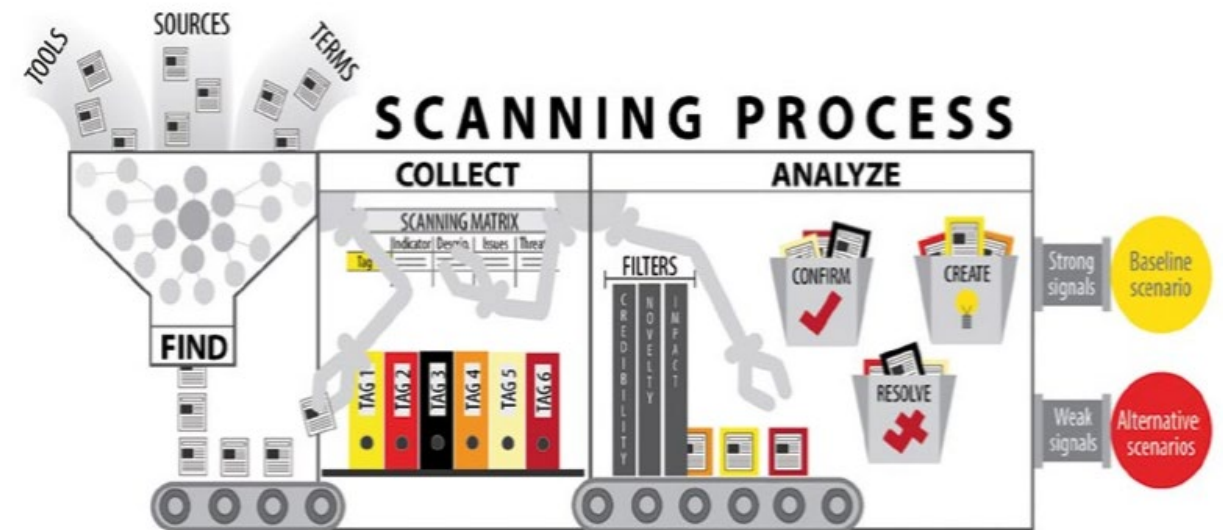 TOOLS
SOURCES
TERMS
SCANNING PROCESS
COLLECT
ANALYZE
SCANNING MATRIX
Indicator Descrip. Issues Threat
Tag
FIND
TAG 1
TAG 2
TAG 3
TAG 4
TAG 5
TAG 6
FILTERS
CREDIBILITY
NOVELTY
IMPACT
CONFIRM
CREATE
RESOLVE
Strong
signals
Baseline
scenario
Weak
signals
Alternative
scenarios